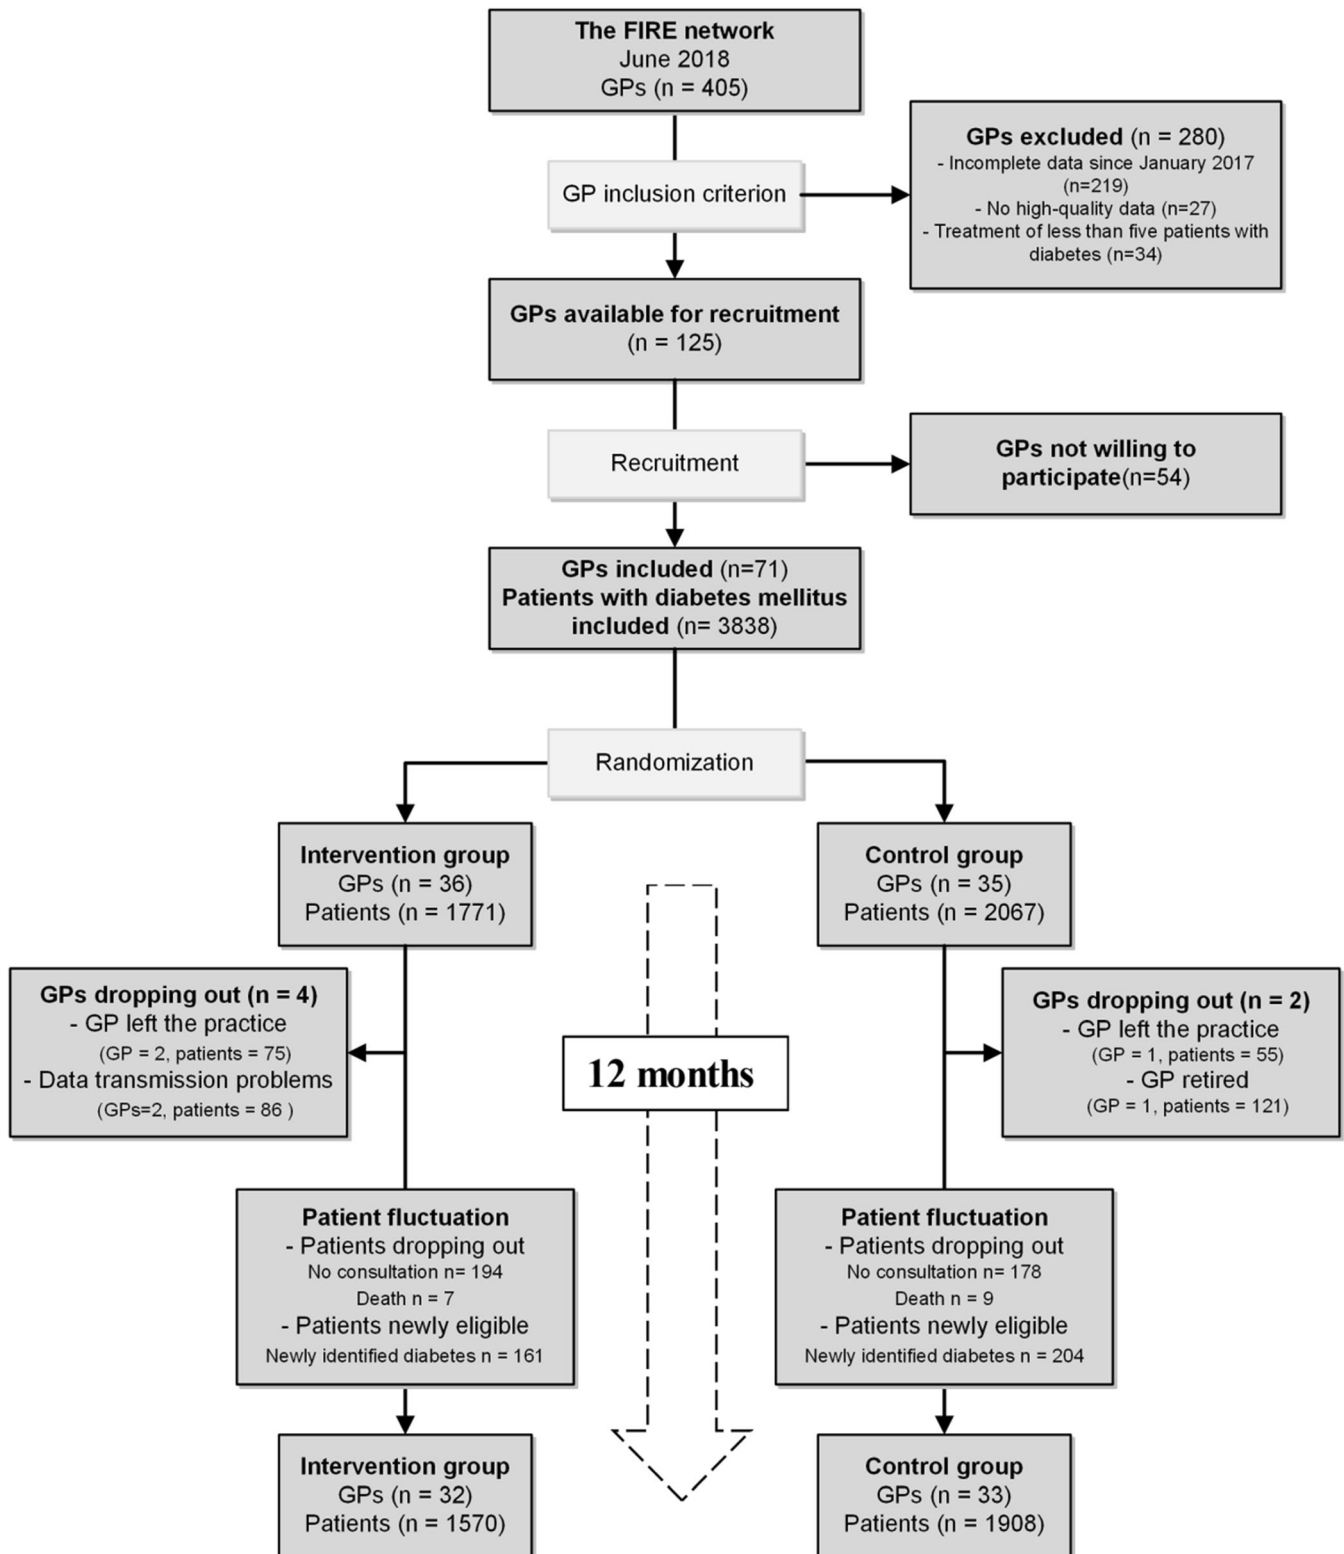 The FIRE network
June 2018
GPs (n = 405)
GP inclusion criterion
GPs excluded (n = 280)
- Incomplete data since January 2017
(n=219)
- No high-quality data (n=27)
- Treatment of less than five patients with
diabetes (n=34)
GPs available for recruitment
(n = 125)
Recruitment
GPs not willing to
participate(n=54)
GPs included (n=71)
Patients with diabetes mellitus
included (n= 3838)
Randomization
Intervention group
GPs (n = 36)
Patients (n = 1771)
Control group
GPs (n = 35)
Patients (n = 2067)
GPs dropping out (n = 4)
- GP left the practice
(GP = 2, patients = 75)
- Data transmission problems
(GPs=2, patients = 86 )
12 months
GPs dropping out (n = 2)
- GP left the practice
(GP = 1, patients = 55)
- GP retired
(GP = 1, patients = 121)
Patient fluctuation
- Patients dropping out
No consultation n= 194
Death n = 7
- Patients newly eligible
Newly identified diabetes n = 161
Patient fluctuation
- Patients dropping out
No consultation n= 178
Death n = 9
- Patients newly eligible
Newly identified diabetes n = 204
Intervention group
GPs (n = 32)
Patients (n = 1570)
Control group
GPs (n = 33)
Patients (n = 1908)